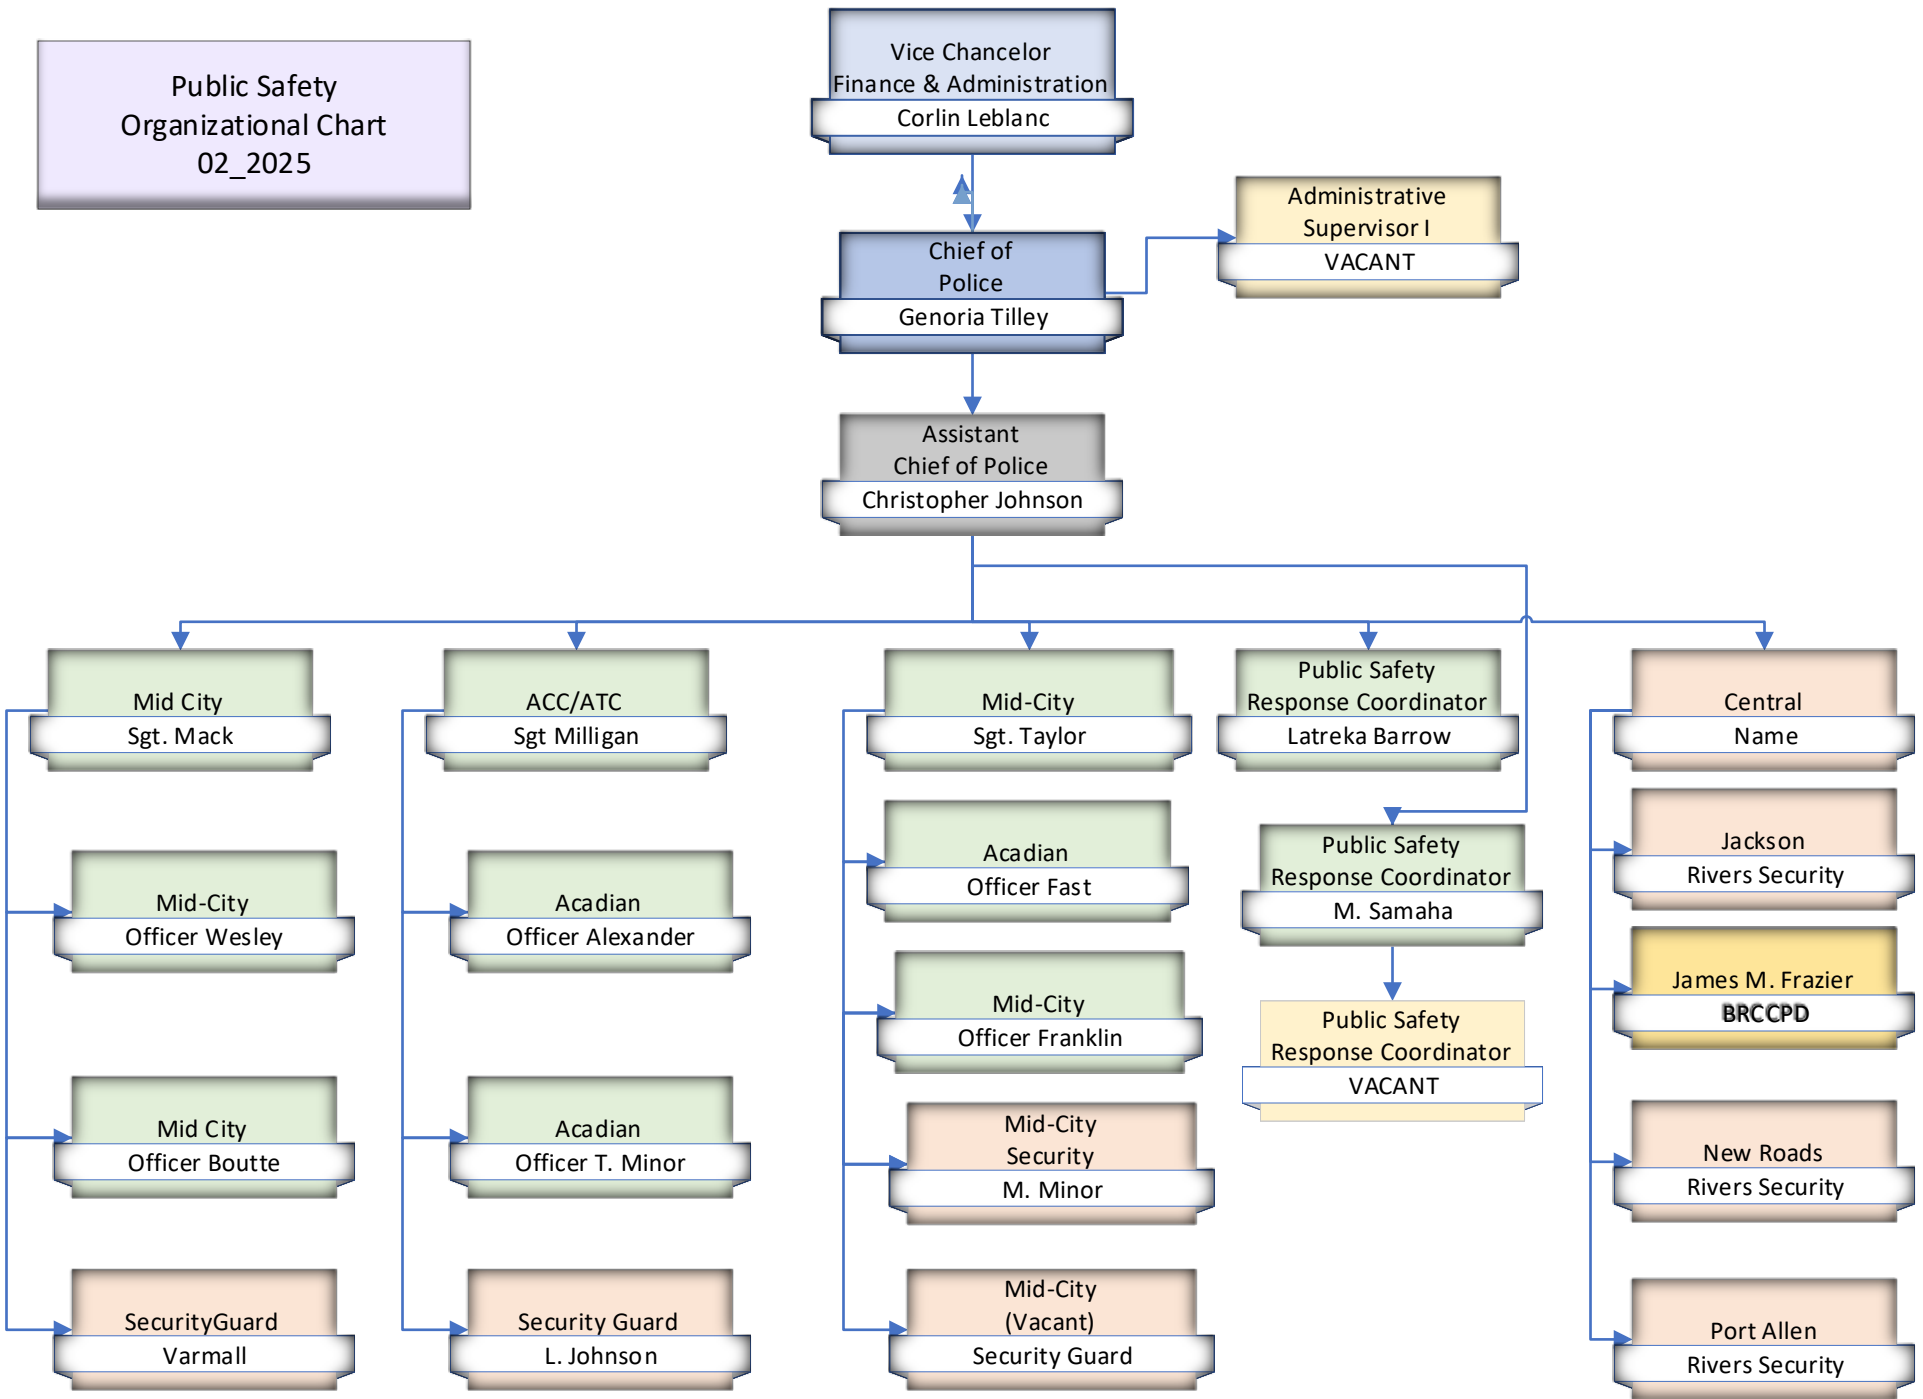 Public Safety
Organizational Chart
02_2025
Vice Chancelor
Finance & Administration
Corlin Leblanc
Administrative
Supervisor I
VACANT
Chief of
Police
Genoria Tilley
Assistant
Chief of Police
Christopher Johnson
Mid City
Sgt. Mack
Mid-City
Officer Wesley
Mid City
Officer Boutte
SecurityGuard
Varmall
ACC/ATC
Sgt Milligan
Acadian
Officer Alexander
Acadian
Officer T. Minor
Security Guard
L. Johnson
Mid-City
Sgt. Taylor
Acadian
Officer Fast
Mid-City
Officer Franklin
Mid-City
Security
M. Minor
Mid-City
(Vacant)
Security Guard
Public Safety
Response Coordinator
Latreka Barrow
Public Safety
Response Coordinator
M. Samaha
Public Safety
Response Coordinator
VACANT
Central
Name
Jackson
Rivers Security
James M. Frazier
BRCCPD
New Roads
Rivers Security
Port Allen
Rivers Security